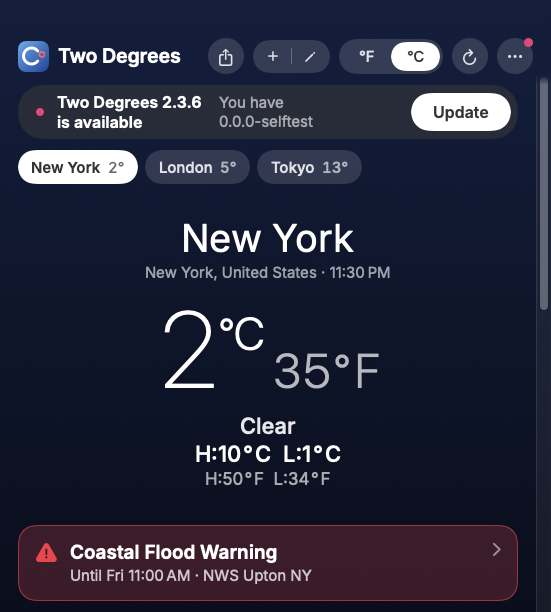 Two Degrees
°F
°C
Two Degrees 2.3.6
is available
You have
0.0.0-selftest
Update
New York 2°
London 5°
Tokyo 13°
New York
New York, United States · 11:30 PM
2°C
35°F
Clear
H:10°C L:1°C
H:50°F L:34°F
Coastal Flood Warning
Until Fri 11:00 AM · NWS Upton NY